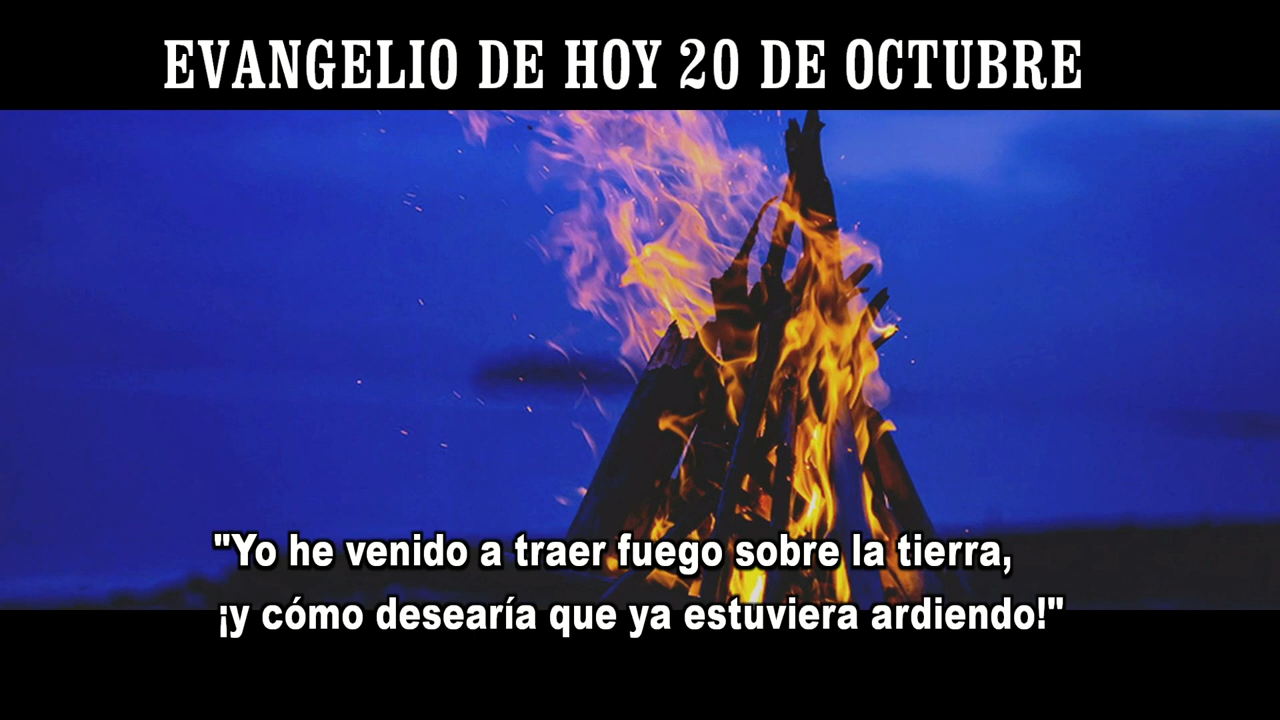 EVANGELIO DE HOY 20 DE OCTUBRE
"Yo he venido a traer fuego sobre la tierra,
¡y cómo desearía que ya estuviera ardiendo!"